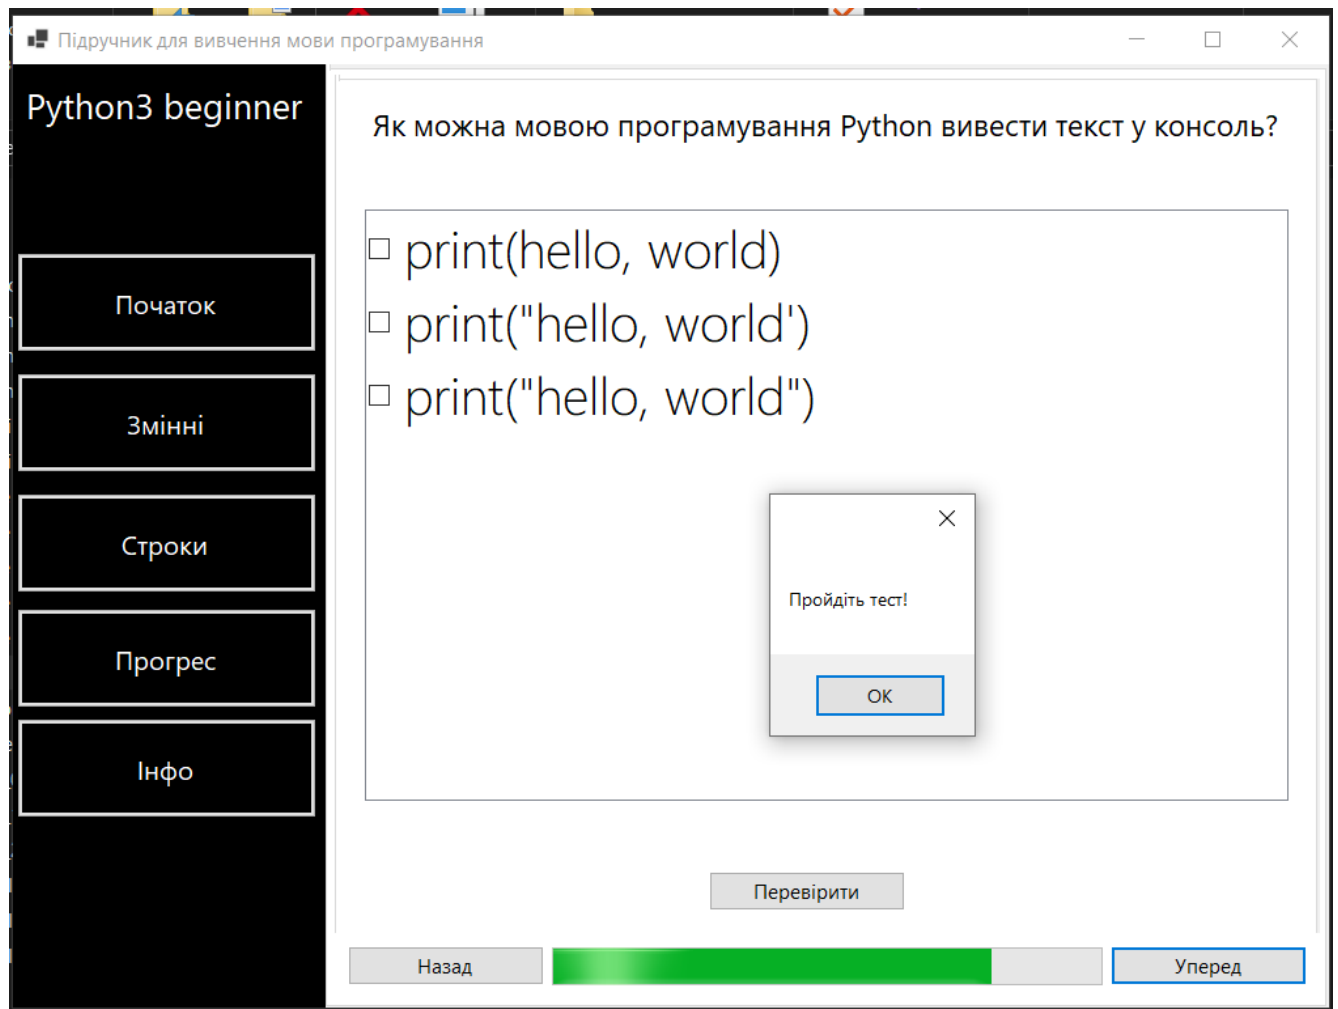 Підручник для вивчення мови програмування
Python3 beginner
Як можна мовою програмування Python вивести текст у консоль?
print(hello, world)
print("hello, world')
print("hello, world")
Початок
Змінні
Строки
Прогрес
Інфо
Пройдіть тест!
ОК
Перевірити
Назад
Уперед